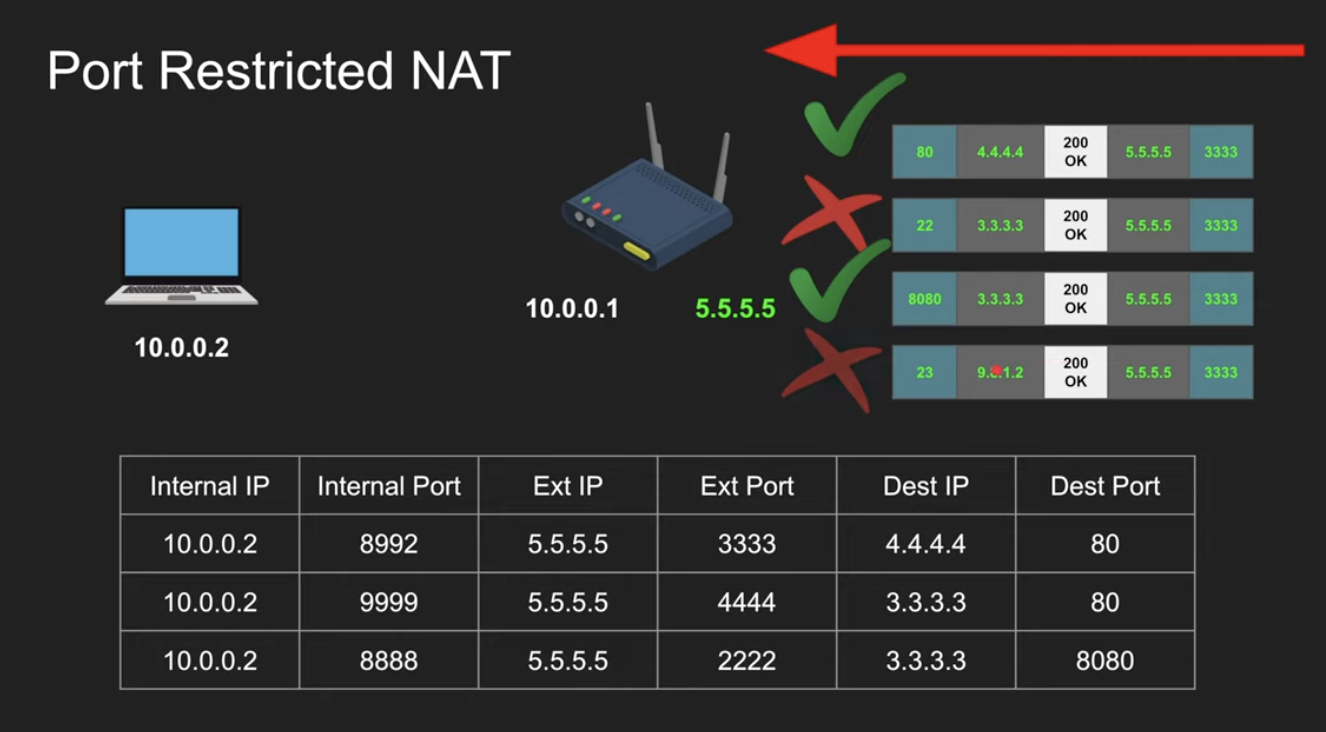 Port Restricted NAT
80 4.4.4.4 200 OK 5.5.5.5 3333
22 3.3.3.3 200 OK 5.5.5.5 3333
8080 3.3.3.3 200 OK 5.5.5.5 3333
23 200 OK 5.5.5.5 3333
10.0.0.1 5.5.5.5
10.0.0.2
Internal IP Internal Port Ext IP Ext Port Dest IP Dest Port
10.0.0.2 8992 5.5.5.5 3333 4.4.4.4 80
10.0.0.2 9999 5.5.5.5 4444 3.3.3.3 80
10.0.0.2 8888 5.5.5.5 2222 3.3.3.3 8080